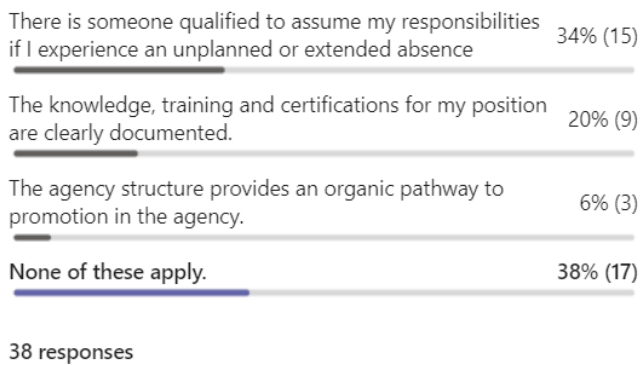 There is someone qualified to assume my responsibilities
if I experience an unplanned or extended absence
34% (15)
The knowledge, training and certifications for my position
are clearly documented.
20% (9)
The agency structure provides an organic pathway to
promotion in the agency.
6% (3)
None of these apply.
38% (17)
38 responses